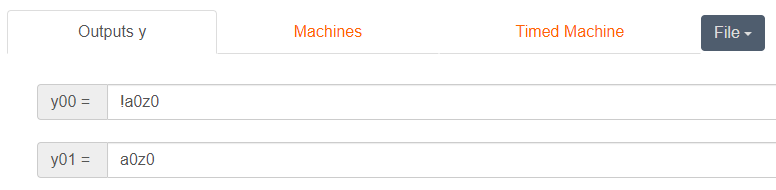 Outputs y Machines Timed Machine File
y00 = !a0z0
y01 = a0z0